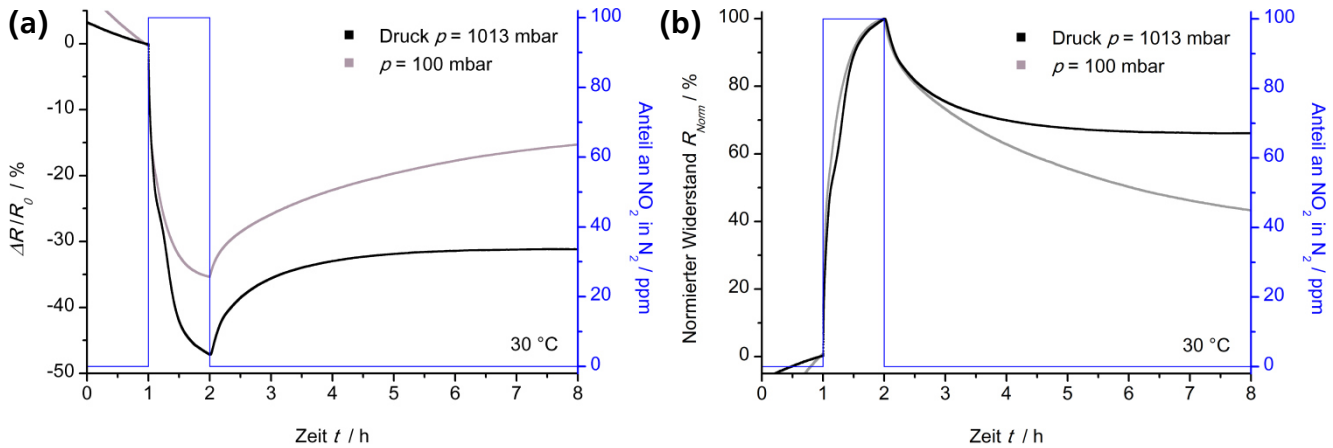 (a)
Druck p = 1013 mbar
p = 100 mbar
0
-10
-20
-30
-40
-50
ΔR/R₀ / %
0 1 2 3 4 5 6 7 8
Zeit t / h
100
80
60
40
20
0
Anteil an NO₂ in N₂ / ppm
30 °C
(b)
Druck p = 1013 mbar
p = 100 mbar
100
80
60
40
20
0
Normierter Widerstand R_Norm / %
0 1 2 3 4 5 6 7 8
Zeit t / h
100
80
60
40
20
0
Anteil an NO₂ in N₂ / ppm
30 °C